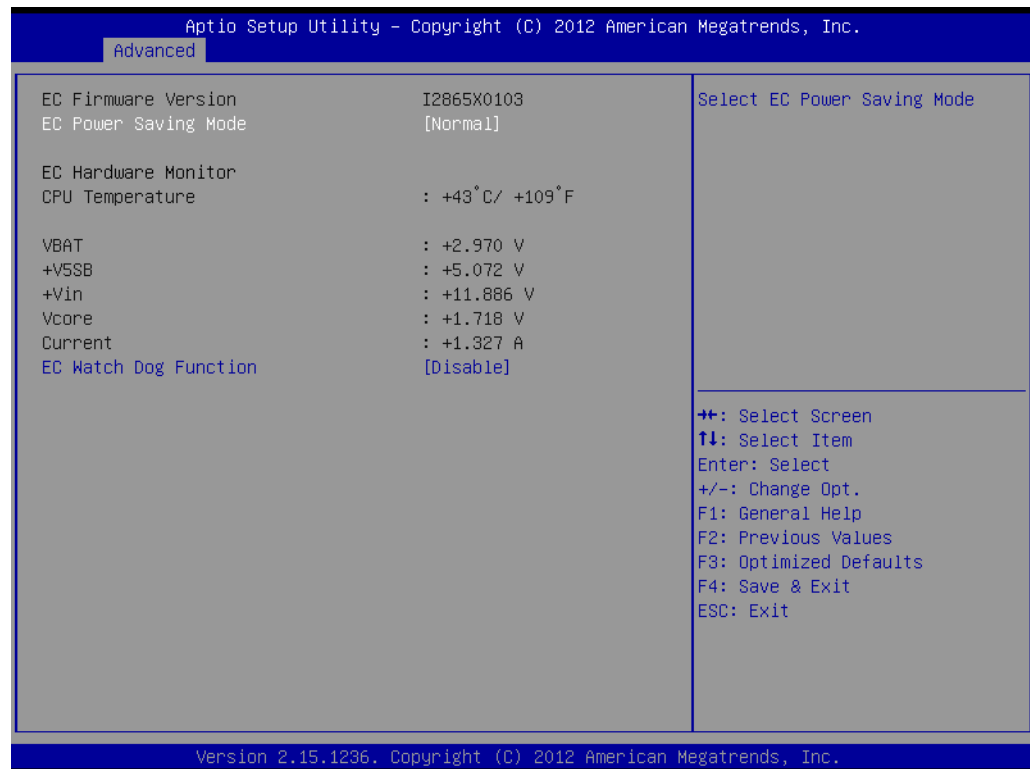 Aptio Setup Utility – Copyright (C) 2012 American Megatrends, Inc.
Advanced
EC Firmware Version I2865X0103
EC Power Saving Mode [Normal]
EC Hardware Monitor
CPU Temperature : +43°C/ +109°F
VBAT : +2.970 V
+V5SB : +5.072 V
+Vin : +11.886 V
Vcore : +1.718 V
Current : +1.327 A
EC Watch Dog Function [Disable]
Select EC Power Saving Mode
→←: Select Screen
↑↓: Select Item
Enter: Select
+/-: Change Opt.
F1: General Help
F2: Previous Values
F3: Optimized Defaults
F4: Save & Exit
ESC: Exit
Version 2.15.1236. Copyright (C) 2012 American Megatrends, Inc.